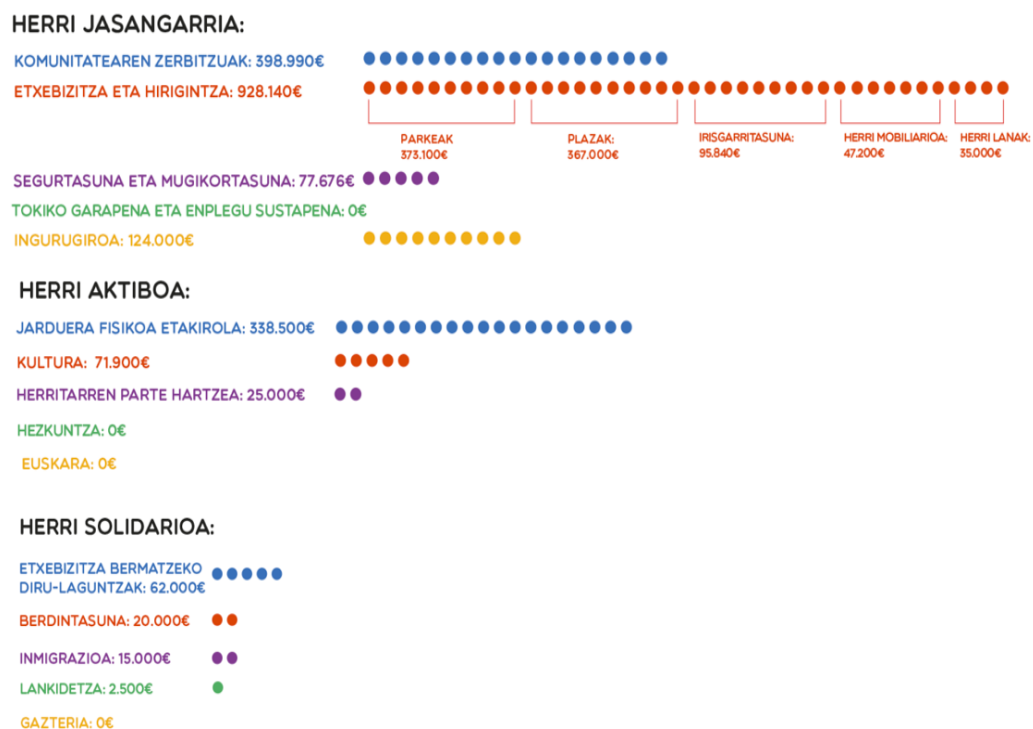 HERRI JASANGARRIA:
KOMUNITATEAREN ZERBITZUAK: 398.990€
ETXEBIZITZA ETA HIRIGINTZA: 928.140€
PARKEAK
373.100€
PLAZAK:
367.000€
IRISGARRITASUNA:
95.840€
HERRI MOBILIARIOA:
47.200€
HERRI LANAK:
35.000€
SEGURTASUNA ETA MUGIKORTASUNA: 77.676€
TOKIKO GARAPENA ETA ENPLEGU SUSTAPENA: 0€
INGURUGIROA: 124.000€
HERRI AKTIBOA:
JARDUERA FISIKOA ETAKIROLA: 338.500€
KULTURA: 71.900€
HERRITARREN PARTE HARTZEA: 25.000€
HEZKUNTZA: 0€
EUSKARA: 0€
HERRI SOLIDARIOA:
ETXEBIZITZA BERMATZEKO
DIRU-LAGUNTZAK: 62.000€
BERDINTASUNA: 20.000€
INMIGRAZIOA: 15.000€
LANKIDETZA: 2.500€
GAZTERIA: 0€